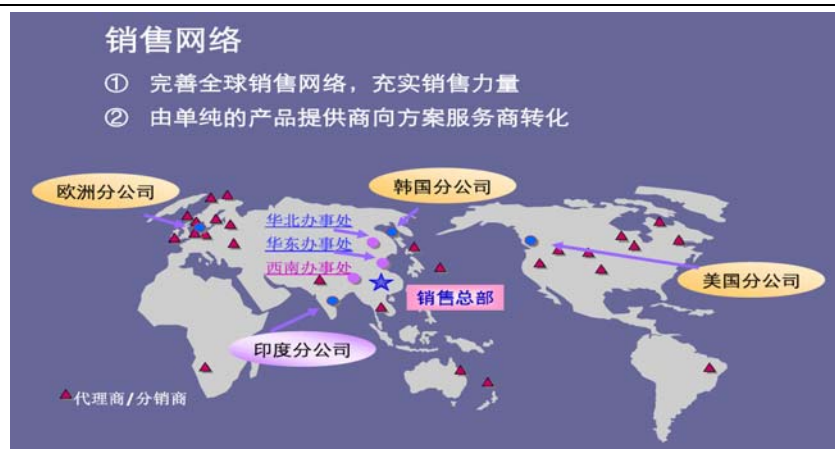 销售网络
① 完善全球销售网络，充实销售力量
② 由单纯的产品提供商向方案服务商转化
欧洲分公司
韩国分公司
华北办事处
华东办事处
西南办事处
美国分公司
销售总部
印度分公司
代理商/分销商